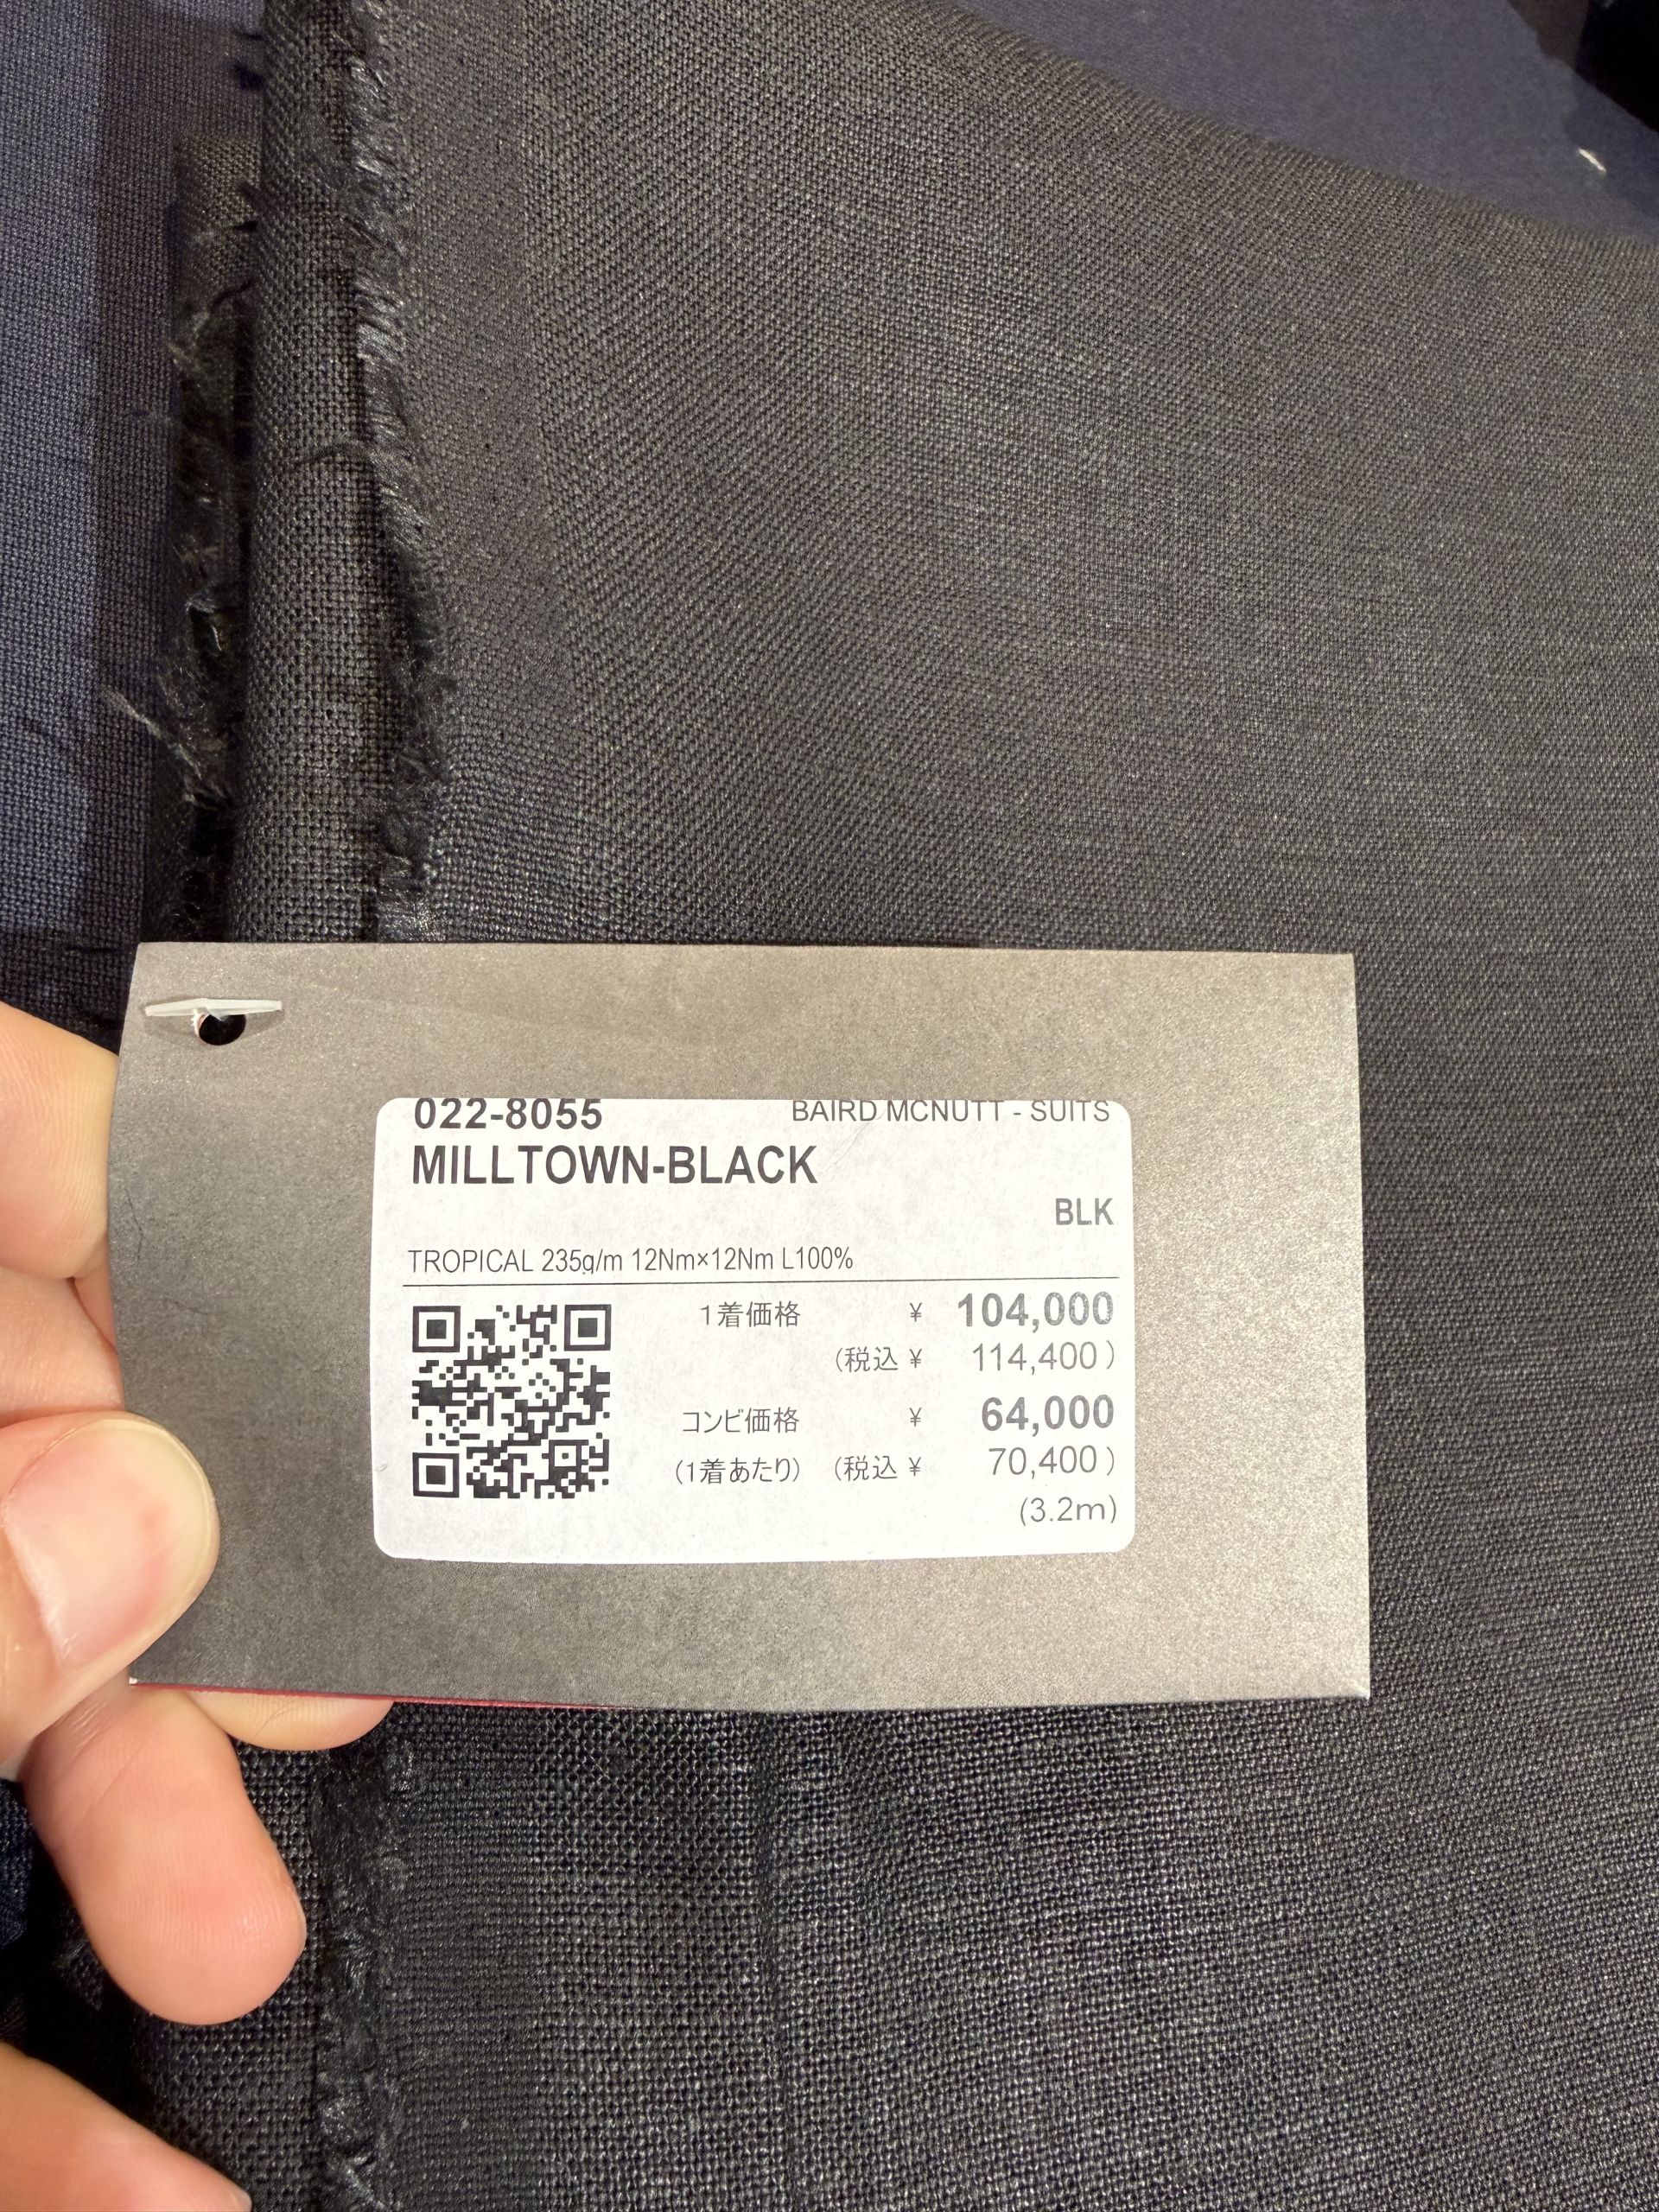 022-8055 BAIRD MCNUTT - SUITS
MILLTOWN-BLACK
BLK
TROPICAL 235g/m 12Nm×12Nm L100%
1着価格 ¥ 104,000
(税込 ¥ 114,400)
コンビ価格 ¥ 64,000
(1着あたり) (税込 ¥ 70,400)
(3.2m)